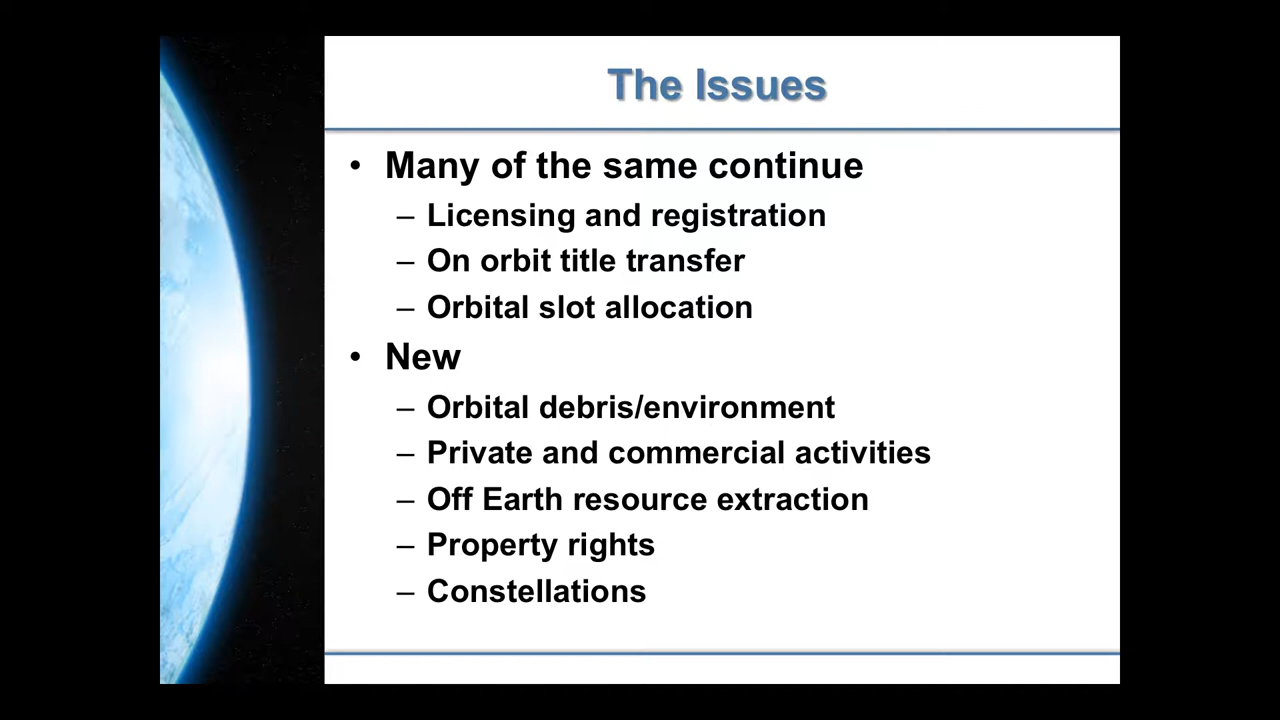 The Issues
• Many of the same continue
– Licensing and registration
– On orbit title transfer
– Orbital slot allocation
• New
– Orbital debris/environment
– Private and commercial activities
– Off Earth resource extraction
– Property rights
– Constellations